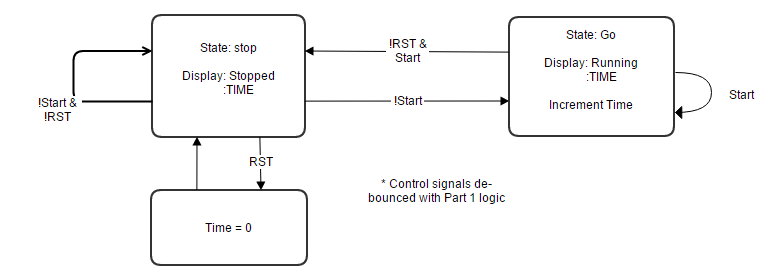 State: stop
Display: Stopped
:TIME
!Start &
!RST
!RST &
Start
!Start
State: Go
Display: Running
:TIME
Increment Time
Start
RST
Time = 0
* Control signals de-
bounced with Part 1 logic